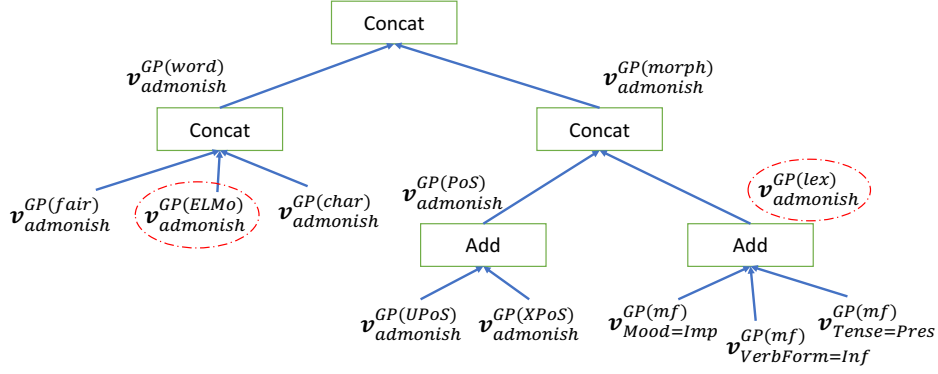 Concat
v^{GP(word)}_{admonish}
v^{GP(morph)}_{admonish}
Concat
Concat
v^{GP(fair)}_{admonish}
v^{GP(ELMo)}_{admonish}
v^{GP(char)}_{admonish}
v^{GP(PoS)}_{admonish}
v^{GP(lex)}_{admonish}
Add
Add
v^{GP(UPoS)}_{admonish}
v^{GP(XPoS)}_{admonish}
v^{GP(mf)}_{Mood=Imp}
v^{GP(mf)}_{VerbForm=Inf}
v^{GP(mf)}_{Tense=Pres}